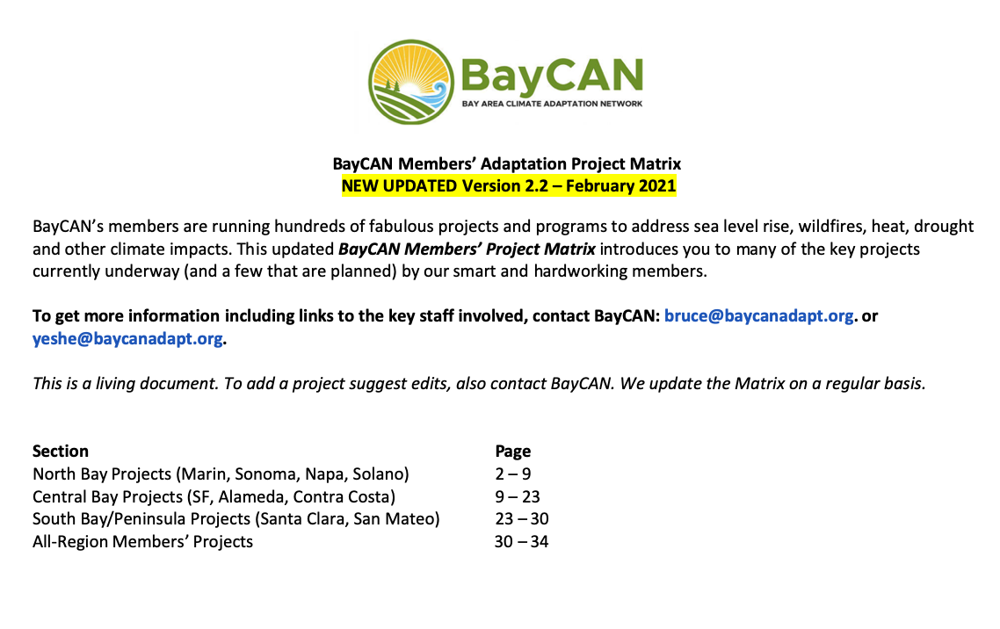 BayCAN
BAY AREA CLIMATE ADAPTATION NETWORK
BayCAN Members’ Adaptation Project Matrix
NEW UPDATED Version 2.2 – February 2021
BayCAN’s members are running hundreds of fabulous projects and programs to address sea level rise, wildfires, heat, drought
and other climate impacts. This updated BayCAN Members’ Project Matrix introduces you to many of the key projects
currently underway (and a few that are planned) by our smart and hardworking members.
To get more information including links to the key staff involved, contact BayCAN: bruce@baycanadapt.org. or
yeshe@baycanadapt.org.
This is a living document. To add a project suggest edits, also contact BayCAN. We update the Matrix on a regular basis.
Section Page
North Bay Projects (Marin, Sonoma, Napa, Solano) 2 – 9
Central Bay Projects (SF, Alameda, Contra Costa) 9 – 23
South Bay/Peninsula Projects (Santa Clara, San Mateo) 23 – 30
All-Region Members’ Projects 30 – 34